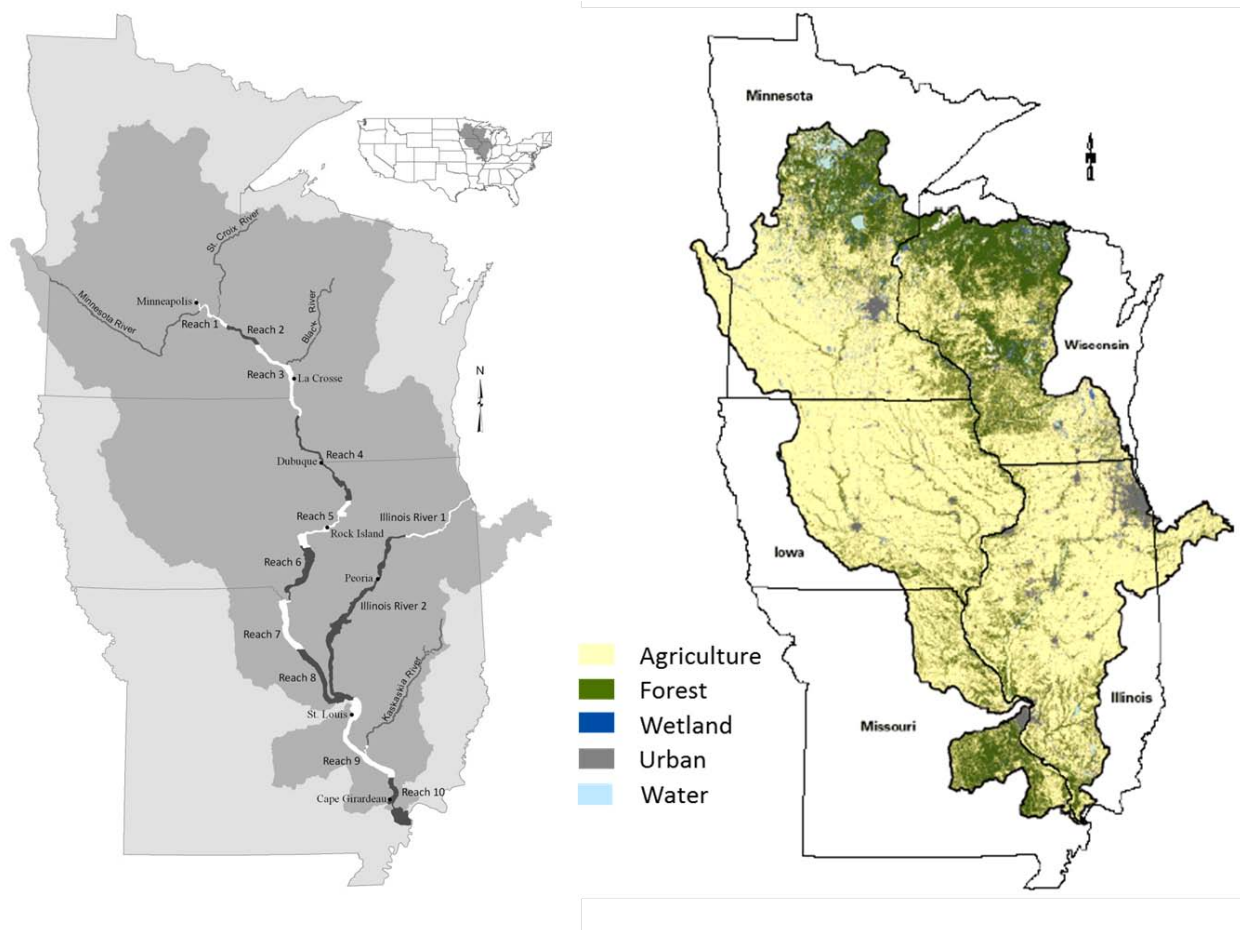 St. Croix River
Minneapolis
Minnesota River
Reach 1
Reach 2
Black River
Reach 3
La Crosse
N
Reach 4
Dubuque
Reach 5
Rock Island
Illinois River 1
Reach 6
Peoria
Illinois River 2
Reach 7
Reach 8
Kaskaskia River
St. Louis
Reach 9
Cape Girardeau
Reach 10
Minnesota
Wisconsin
Iowa
Illinois
Missouri
Agriculture
Forest
Wetland
Urban
Water